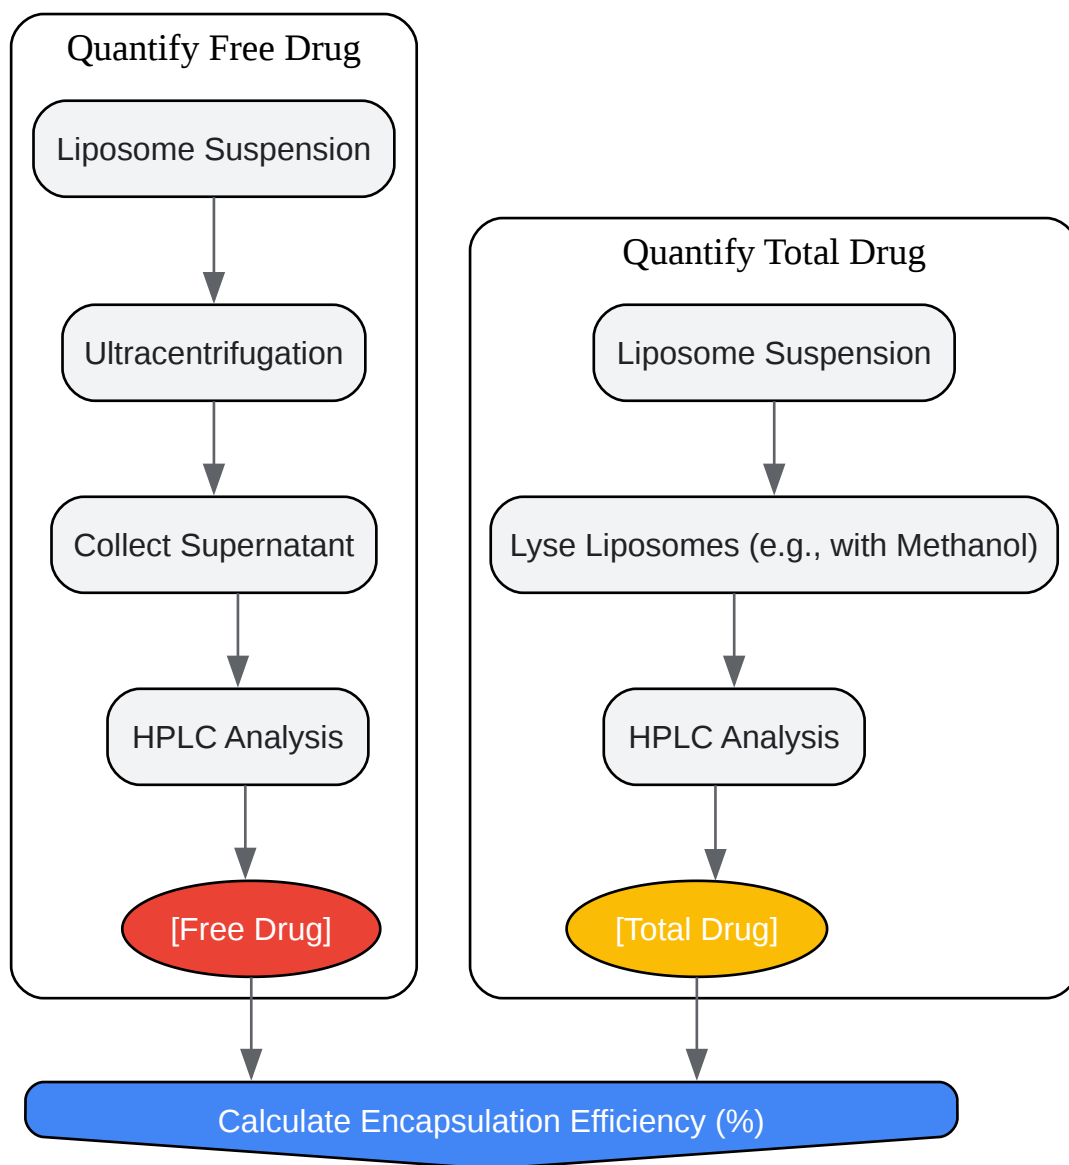 Quantify Free Drug
Liposome Suspension
Ultracentrifugation
Collect Supernatant
HPLC Analysis
[Free Drug]
Quantify Total Drug
Liposome Suspension
Lyse Liposomes (e.g., with Methanol)
HPLC Analysis
[Total Drug]
Calculate Encapsulation Efficiency (%)